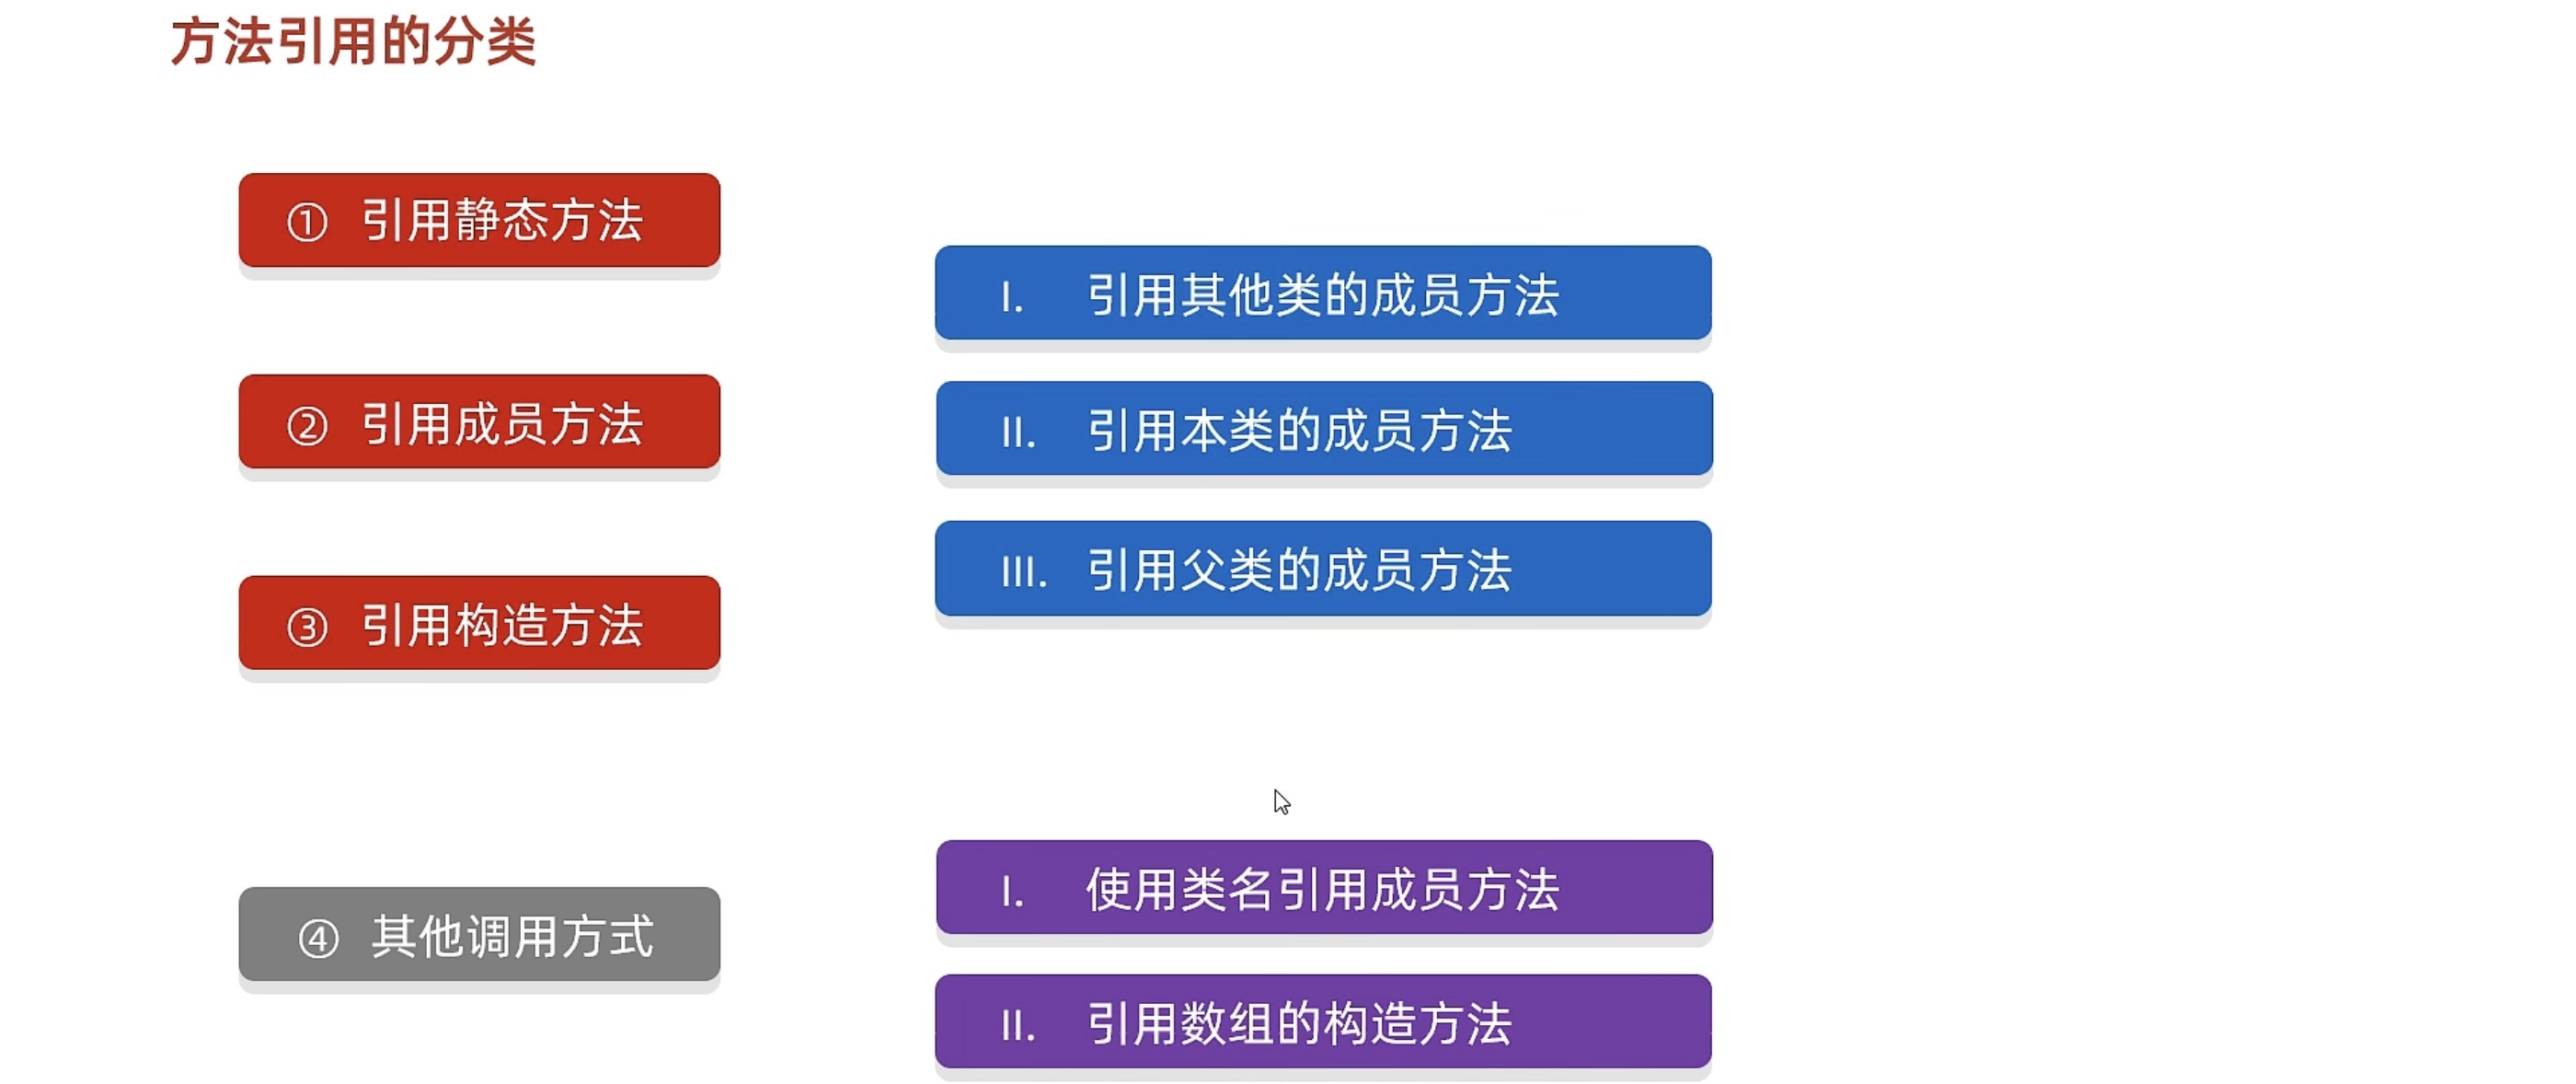 方法引用的分类
① 引用静态方法
② 引用成员方法
I. 引用其他类的成员方法
II. 引用本类的成员方法
III. 引用父类的成员方法
③ 引用构造方法
④ 其他调用方式
I. 使用类名引用成员方法
II. 引用数组的构造方法